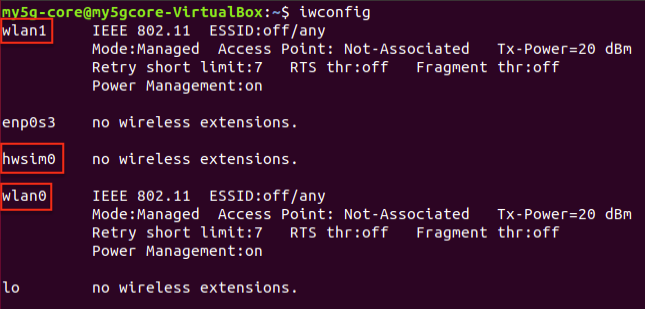 my5g-core@my5gcore-VirtualBox:~$ iwconfig
wlan1     IEEE 802.11  ESSID:off/any
          Mode:Managed  Access Point: Not-Associated   Tx-Power=20 dBm
          Retry short limit:7   RTS thr:off   Fragment thr:off
          Power Management:on
enp0s3    no wireless extensions.
hwsim0    no wireless extensions.
wlan0     IEEE 802.11  ESSID:off/any
          Mode:Managed  Access Point: Not-Associated   Tx-Power=20 dBm
          Retry short limit:7   RTS thr:off   Fragment thr:off
          Power Management:on
lo        no wireless extensions.